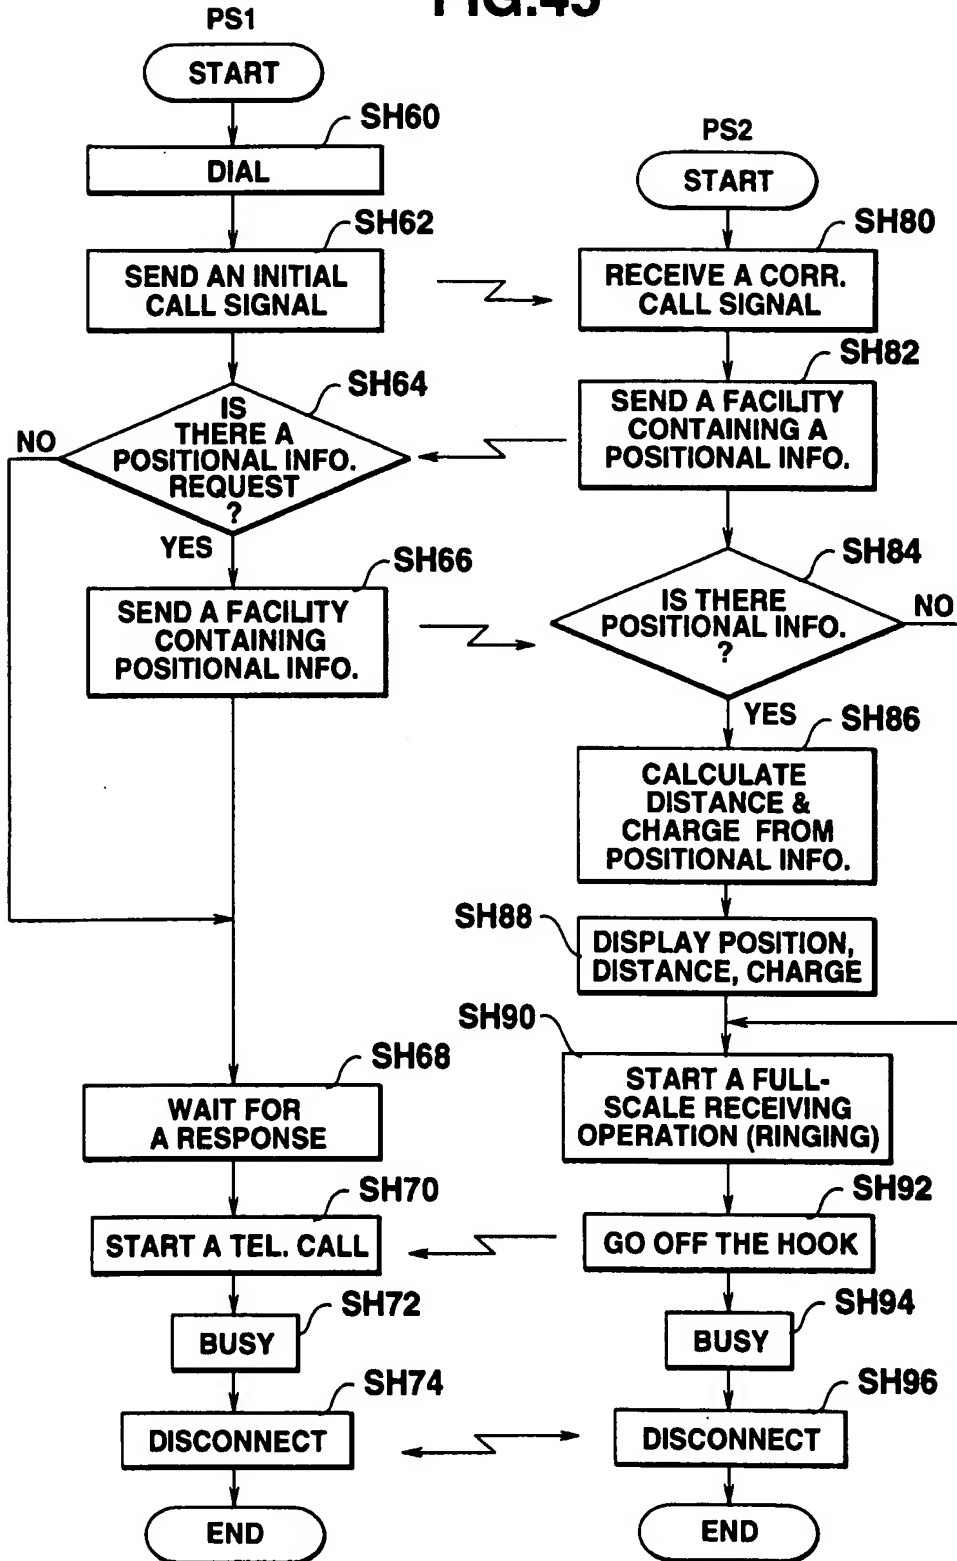 FIG.45
PS1
START
SH60
DIAL
SH62
SEND AN INITIAL
CALL SIGNAL
SH64
IS
THERE A
POSITIONAL INFO.
REQUEST
?
NO
YES
SH66
SEND A FACILITY
CONTAINING
POSITIONAL INFO.
SH68
WAIT FOR
A RESPONSE
SH70
START A TEL. CALL
SH72
BUSY
SH74
DISCONNECT
END
PS2
START
SH80
RECEIVE A CORR.
CALL SIGNAL
SH82
SEND A FACILITY
CONTAINING A
POSITIONAL INFO.
SH84
IS THERE
POSITIONAL INFO.
?
NO
YES
SH86
CALCULATE
DISTANCE &
CHARGE FROM
POSITIONAL INFO.
SH88
DISPLAY POSITION,
DISTANCE, CHARGE
SH90
START A FULL-
SCALE RECEIVING
OPERATION (RINGING)
SH92
GO OFF THE HOOK
SH94
BUSY
SH96
DISCONNECT
END